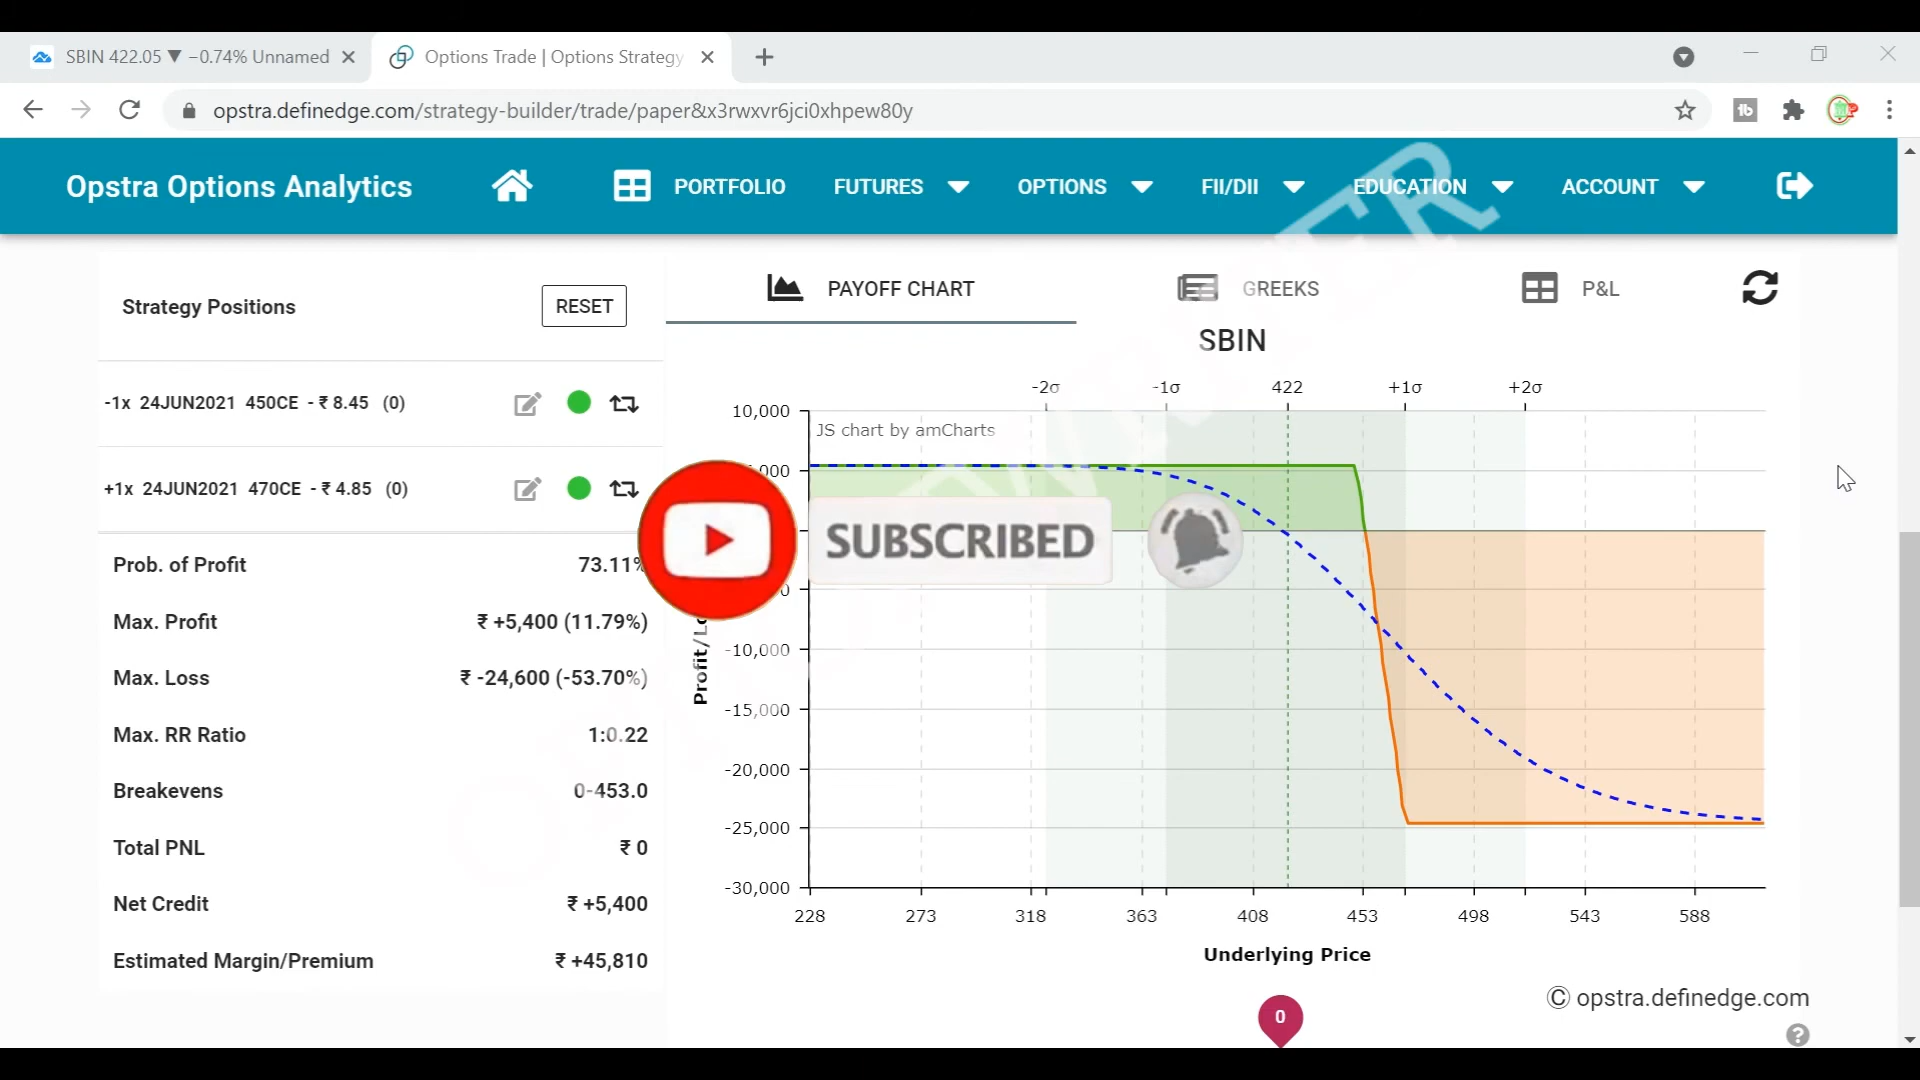 SBIN 422.05 ▼ −0.74% Unnamed
Options Trade | Options Strategy
opstra.definedge.com/strategy-builder/trade/paper&x3rwxvr6jci0xhpew80y
Opstra Options Analytics
PORTFOLIO
FUTURES
OPTIONS
FII/DII
EDUCATION
ACCOUNT
Strategy Positions
RESET
PAYOFF CHART
GREEKS
P&L
-1x 24JUN2021 450CE - ₹ 8.45 (0)
+1x 24JUN2021 470CE - ₹ 4.85 (0)
Prob. of Profit 73.11%
Max. Profit ₹ +5,400 (11.79%)
Max. Loss ₹ -24,600 (-53.70%)
Max. RR Ratio 1:0.22
Breakevens 0-453.0
Total PNL ₹ 0
Net Credit ₹ +5,400
Estimated Margin/Premium ₹ +45,810
SBIN
-2σ -1σ 422 +1σ +2σ
JS chart by amCharts
10,000
SUBSCRIBED
-10,000
-15,000
-20,000
-25,000
-30,000
228 273 318 363 408 453 498 543 588
Underlying Price
© opstra.definedge.com
0
?